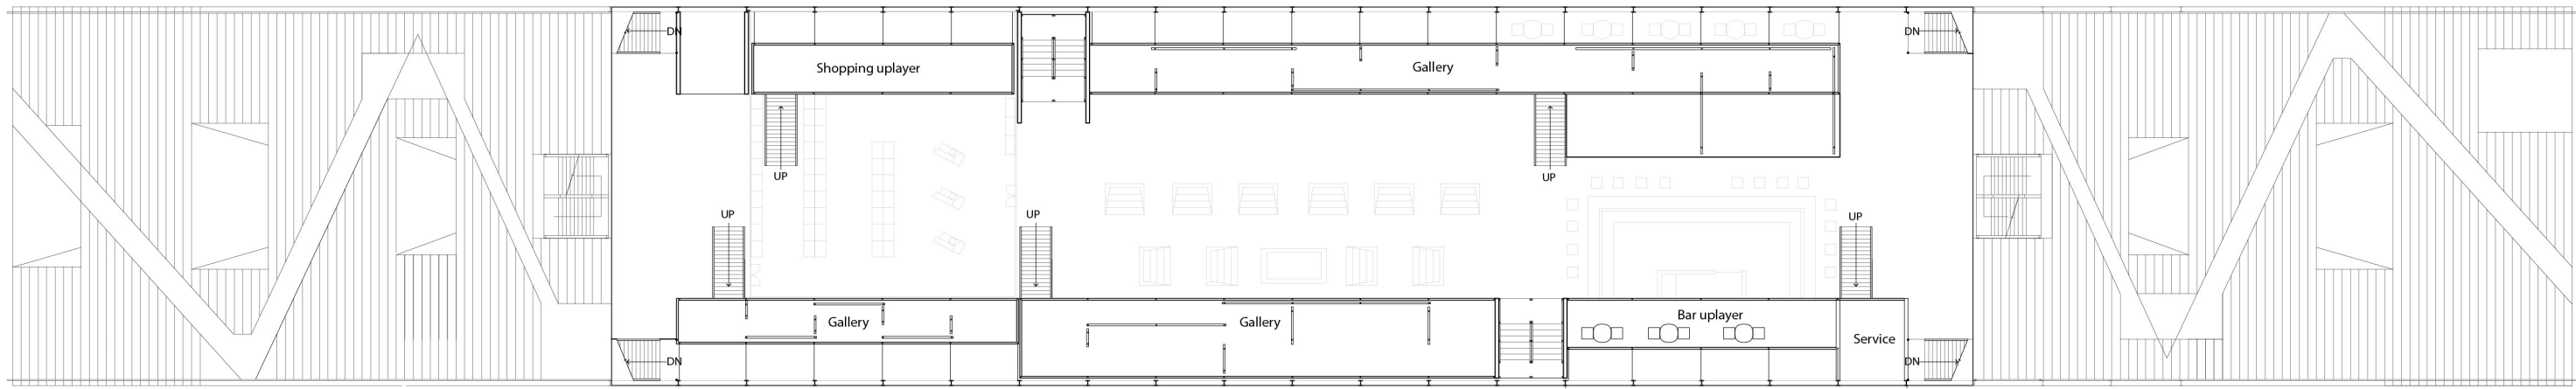 DN
DN
Shopping uplayer
Gallery
UP
UP
UP
UP
UP
Gallery
Gallery
Bar uplayer
Service
DN
DN